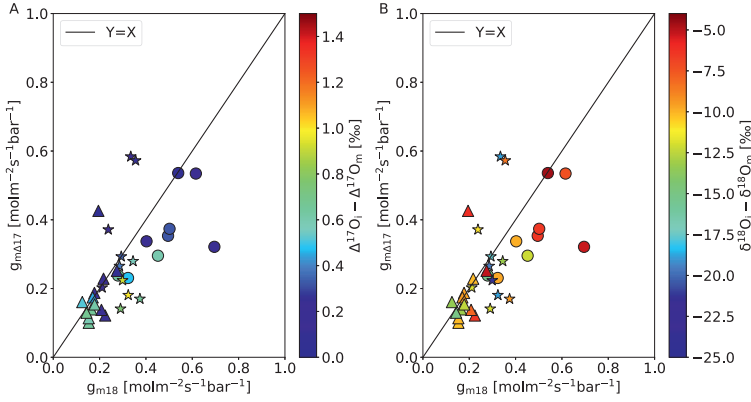 A
B
Y=X
Y=X
1.0
0.8
0.6
0.4
0.2
0.0
0.0 0.2 0.4 0.6 0.8 1.0
g_mΔ17 [molm⁻²s⁻¹bar⁻¹]
g_m18 [molm⁻²s⁻¹bar⁻¹]
1.4
1.2
1.0
0.8
0.6
0.4
0.2
0.0
Δ¹⁷O_i − Δ¹⁷O_m [‰]
1.0
0.8
0.6
0.4
0.2
0.0
0.0 0.2 0.4 0.6 0.8 1.0
g_mΔ17 [molm⁻²s⁻¹bar⁻¹]
g_m18 [molm⁻²s⁻¹bar⁻¹]
−5.0
−7.5
−10.0
−12.5
−15.0
−17.5
−20.0
−22.5
−25.0
δ¹⁸O_i − δ¹⁸O_m [‰]